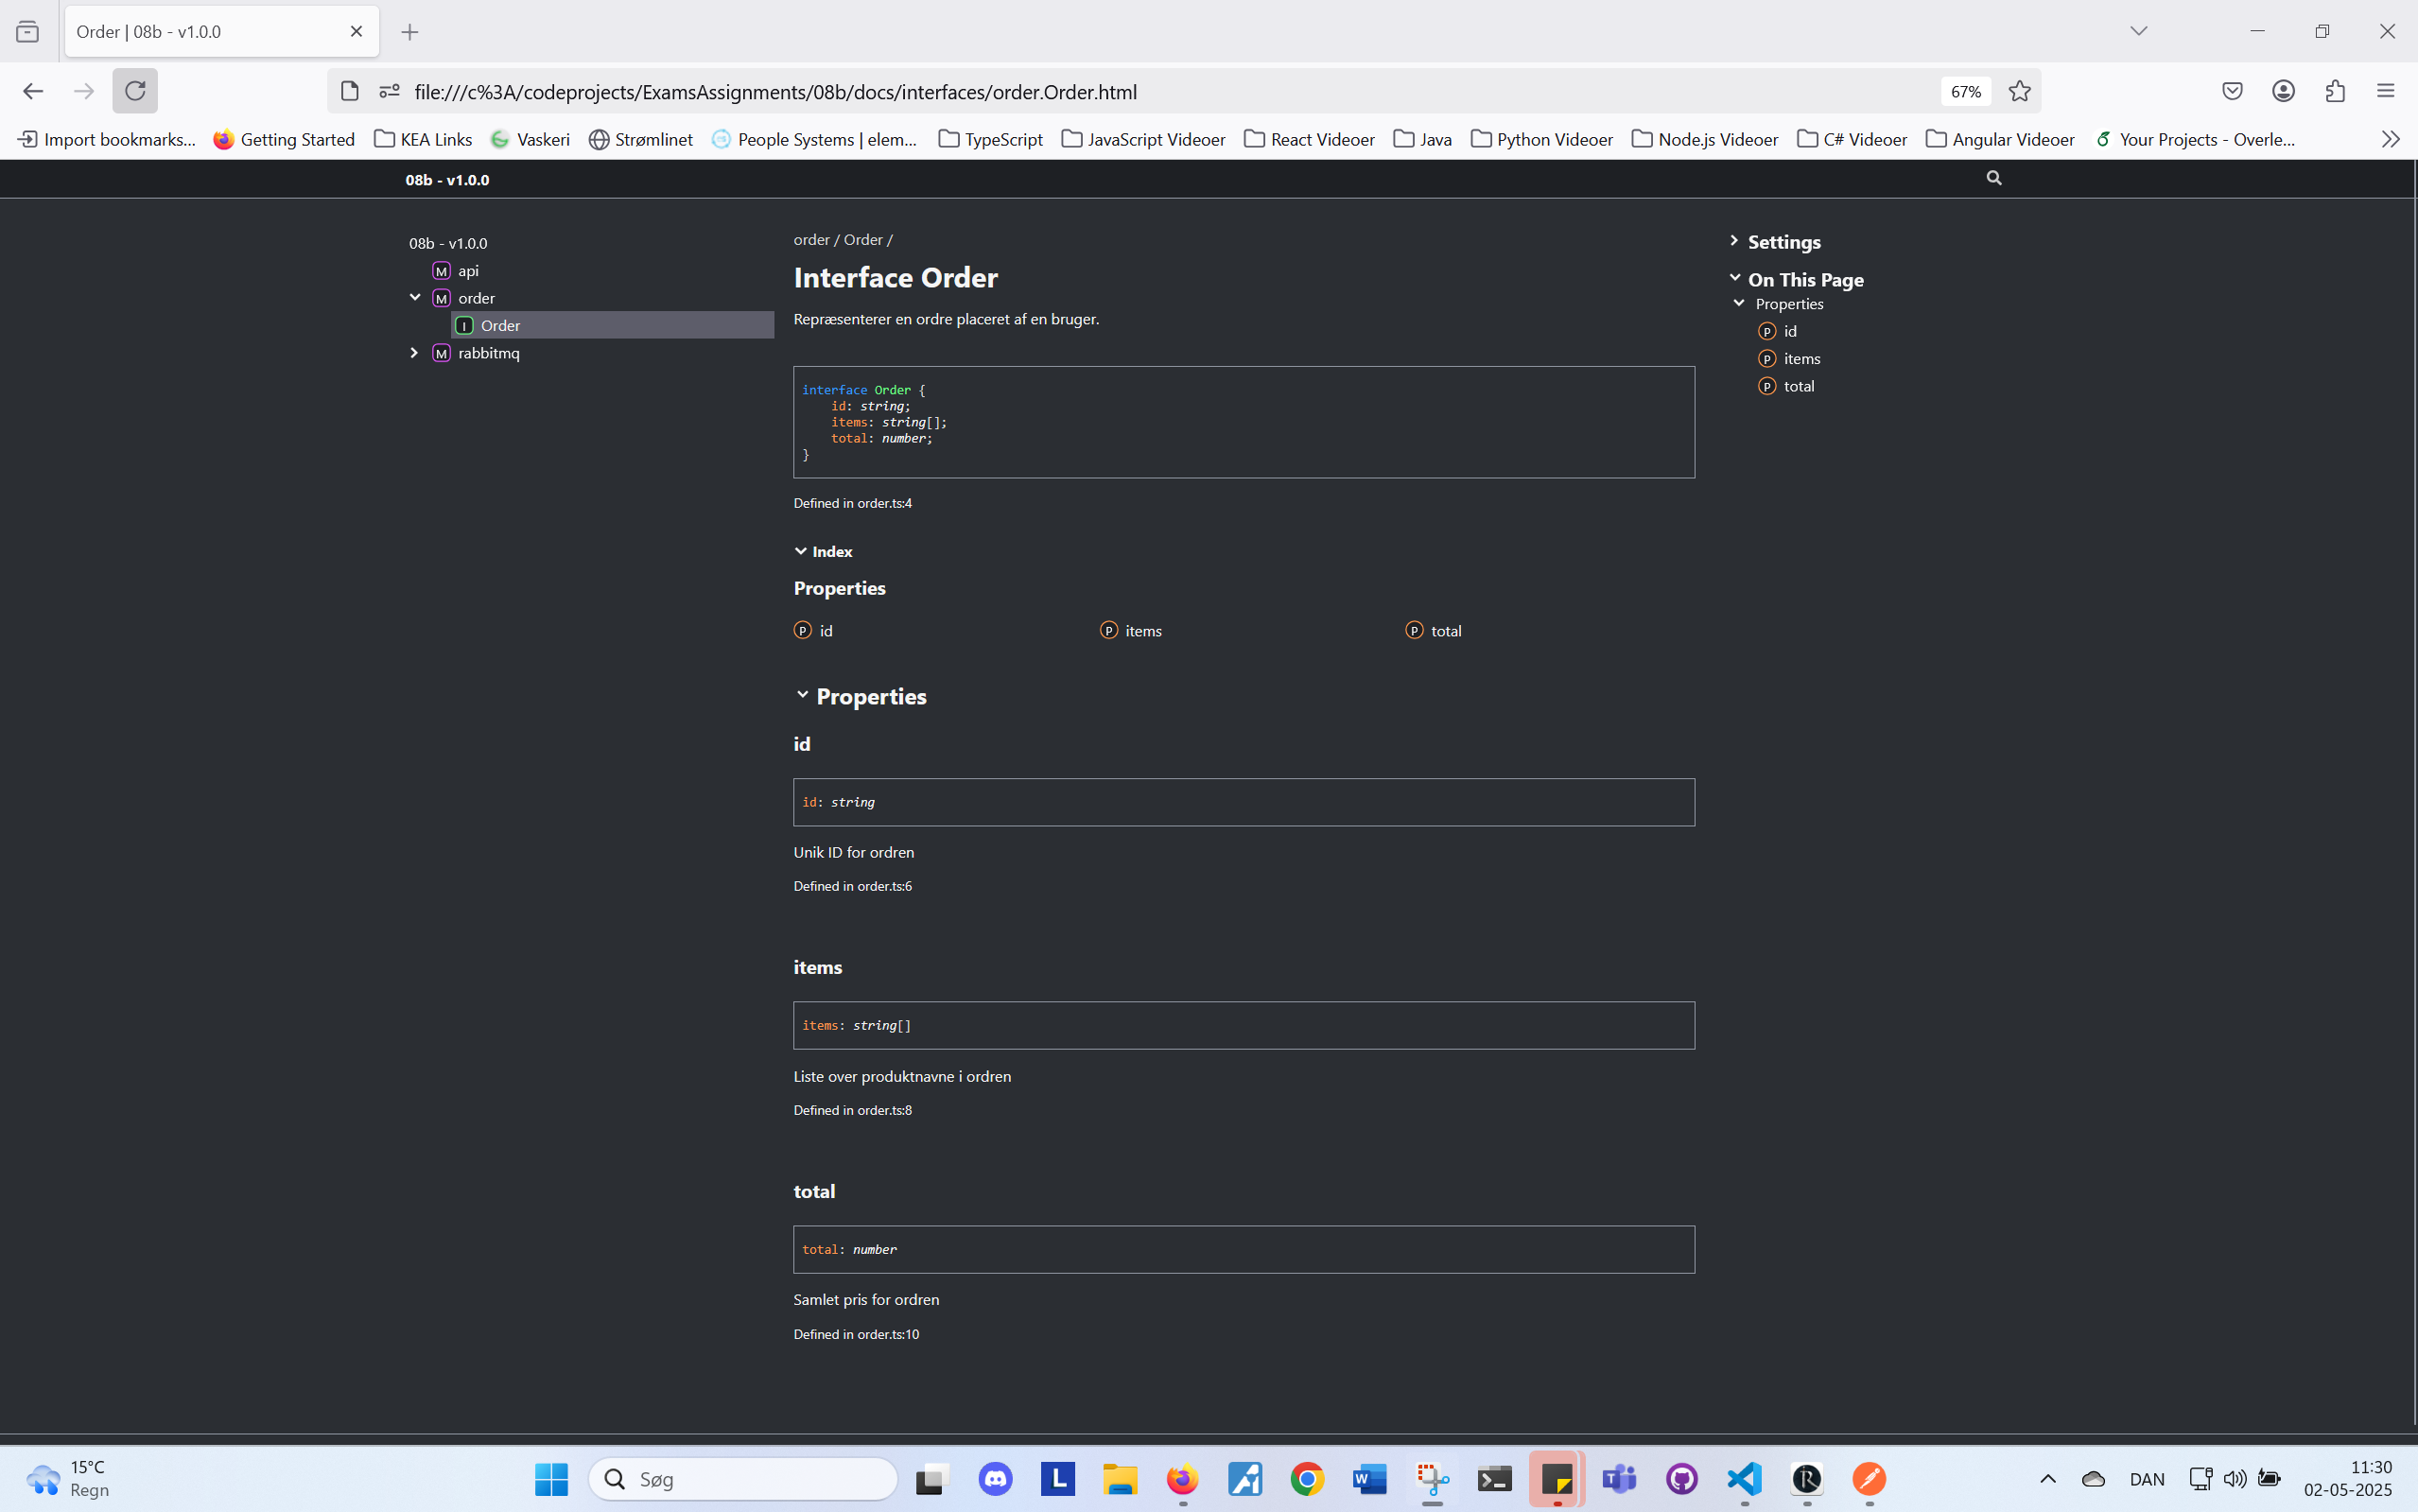 Order | 08b - v1.0.0
file:///c%3A/codeprojects/ExamsAssignments/08b/docs/interfaces/order.Order.html
67%
Import bookmarks...
Getting Started
KEA Links
Vaskeri
Strømlinet
People Systems | elem...
TypeScript
JavaScript Videoer
React Videoer
Java
Python Videoer
Node.js Videoer
C# Videoer
Angular Videoer
Your Projects - Overle...
08b - v1.0.0
08b - v1.0.0
M api
M order
I Order
M rabbitmq
order / Order /
Interface Order
Repræsenterer en ordre placeret af en bruger.
interface Order {
id: string;
items: string[];
total: number;
}
Defined in order.ts:4
Index
Properties
P id
P items
P total
Properties
id
id: string
Unik ID for ordren
Defined in order.ts:6
items
items: string[]
Liste over produktnavne i ordren
Defined in order.ts:8
total
total: number
Samlet pris for ordren
Defined in order.ts:10
Settings
On This Page
Properties
P id
P items
P total
15°C
Regn
Søg
DAN
11:30
02-05-2025